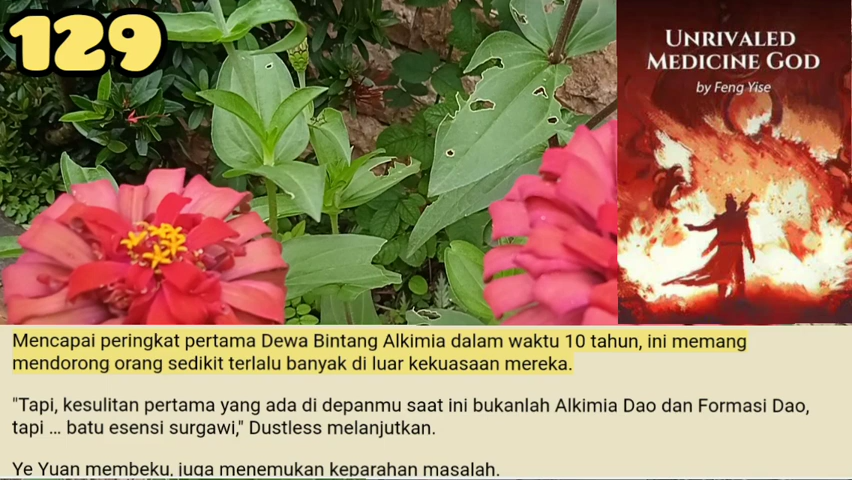 129
UNRIVALED
MEDICINE GOD
by Feng Yise
Mencapai peringkat pertama Dewa Bintang Alkimia dalam waktu 10 tahun, ini memang
mendorong orang sedikit terlalu banyak di luar kekuasaan mereka.
"Tapi, kesulitan pertama yang ada di depanmu saat ini bukanlah Alkimia Dao dan Formasi Dao,
tapi ... batu esensi surgawi," Dustless melanjutkan.
Ye Yuan membeku, juga menemukan keparahan masalah.